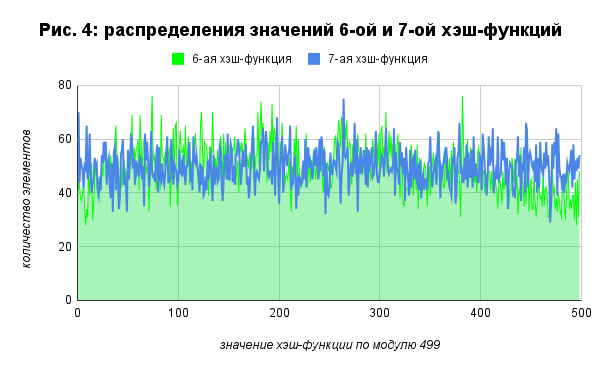 Рис. 4: распределения значений 6-ой и 7-ой хэш-функций
6-ая хэш-функция 7-ая хэш-функция
количество элементов
80
60
40
20
0
0 100 200 300 400 500
значение хэш-функции по модулю 499